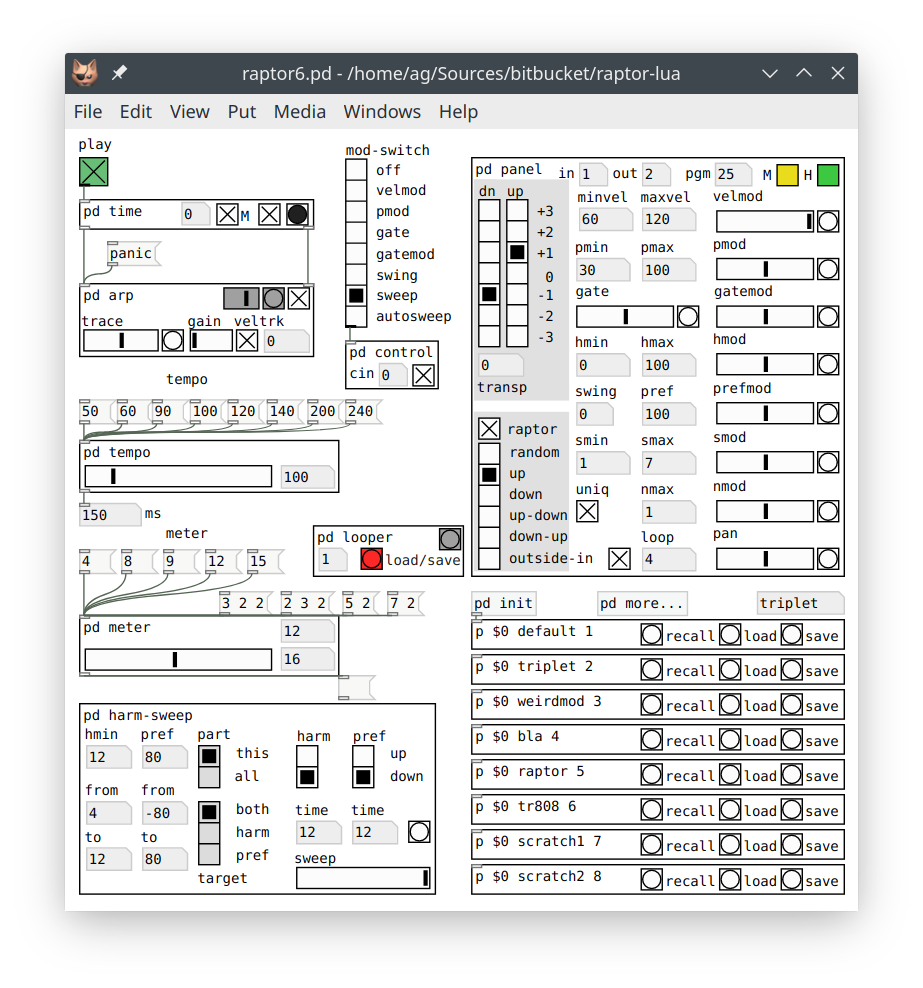 raptor6.pd - /home/ag/Sources/bitbucket/raptor-lua
File Edit View Put Media Windows Help
play
pd time 0 M
panic
pd arp
trace gain veltrk
0
mod-switch
off
velmod
pmod
gate
gatemod
swing
sweep
autosweep
pd control
cin 0
tempo
50 60 90 100 120 140 200 240
pd tempo
100
150 ms
meter
4 8 9 12 15
3 2 2 2 3 2 5 2 7 2
pd meter 12
16
pd looper
1 load/save
pd harm-sweep
hmin pref part harm pref
12 80 this up
all down
from from
4 -80 both time time
harm 12 12
to to
12 80 pref sweep
target
pd panel in 1 out 2 pgm 25 M H
dn up
+3
+2
+1
0
-1
-2
-3
0
transp
raptor
random
up
down
up-down
down-up
outside-in
minvel maxvel velmod
60 120
pmin pmax pmod
30 100
gate gatemod
hmin hmax hmod
0 100
swing pref prefmod
0 100
smin smax smod
1 7
uniq nmax nmod
1
loop pan
4
pd init pd more... triplet
p $0 default 1 recall load save
p $0 triplet 2 recall load save
p $0 weirdmod 3 recall load save
p $0 bla 4 recall load save
p $0 raptor 5 recall load save
p $0 tr808 6 recall load save
p $0 scratch1 7 recall load save
p $0 scratch2 8 recall load save